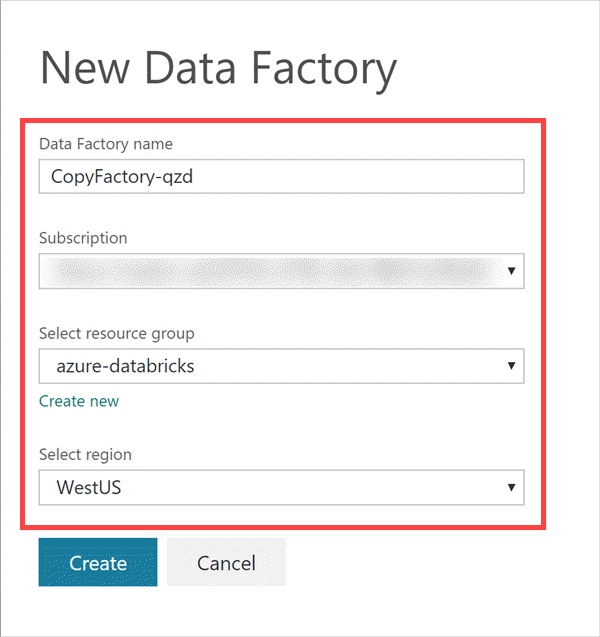 New Data Factory
Data Factory name
CopyFactory-qzd
Subscription
Select resource group
azure-databricks
Create new
Select region
WestUS
Create Cancel